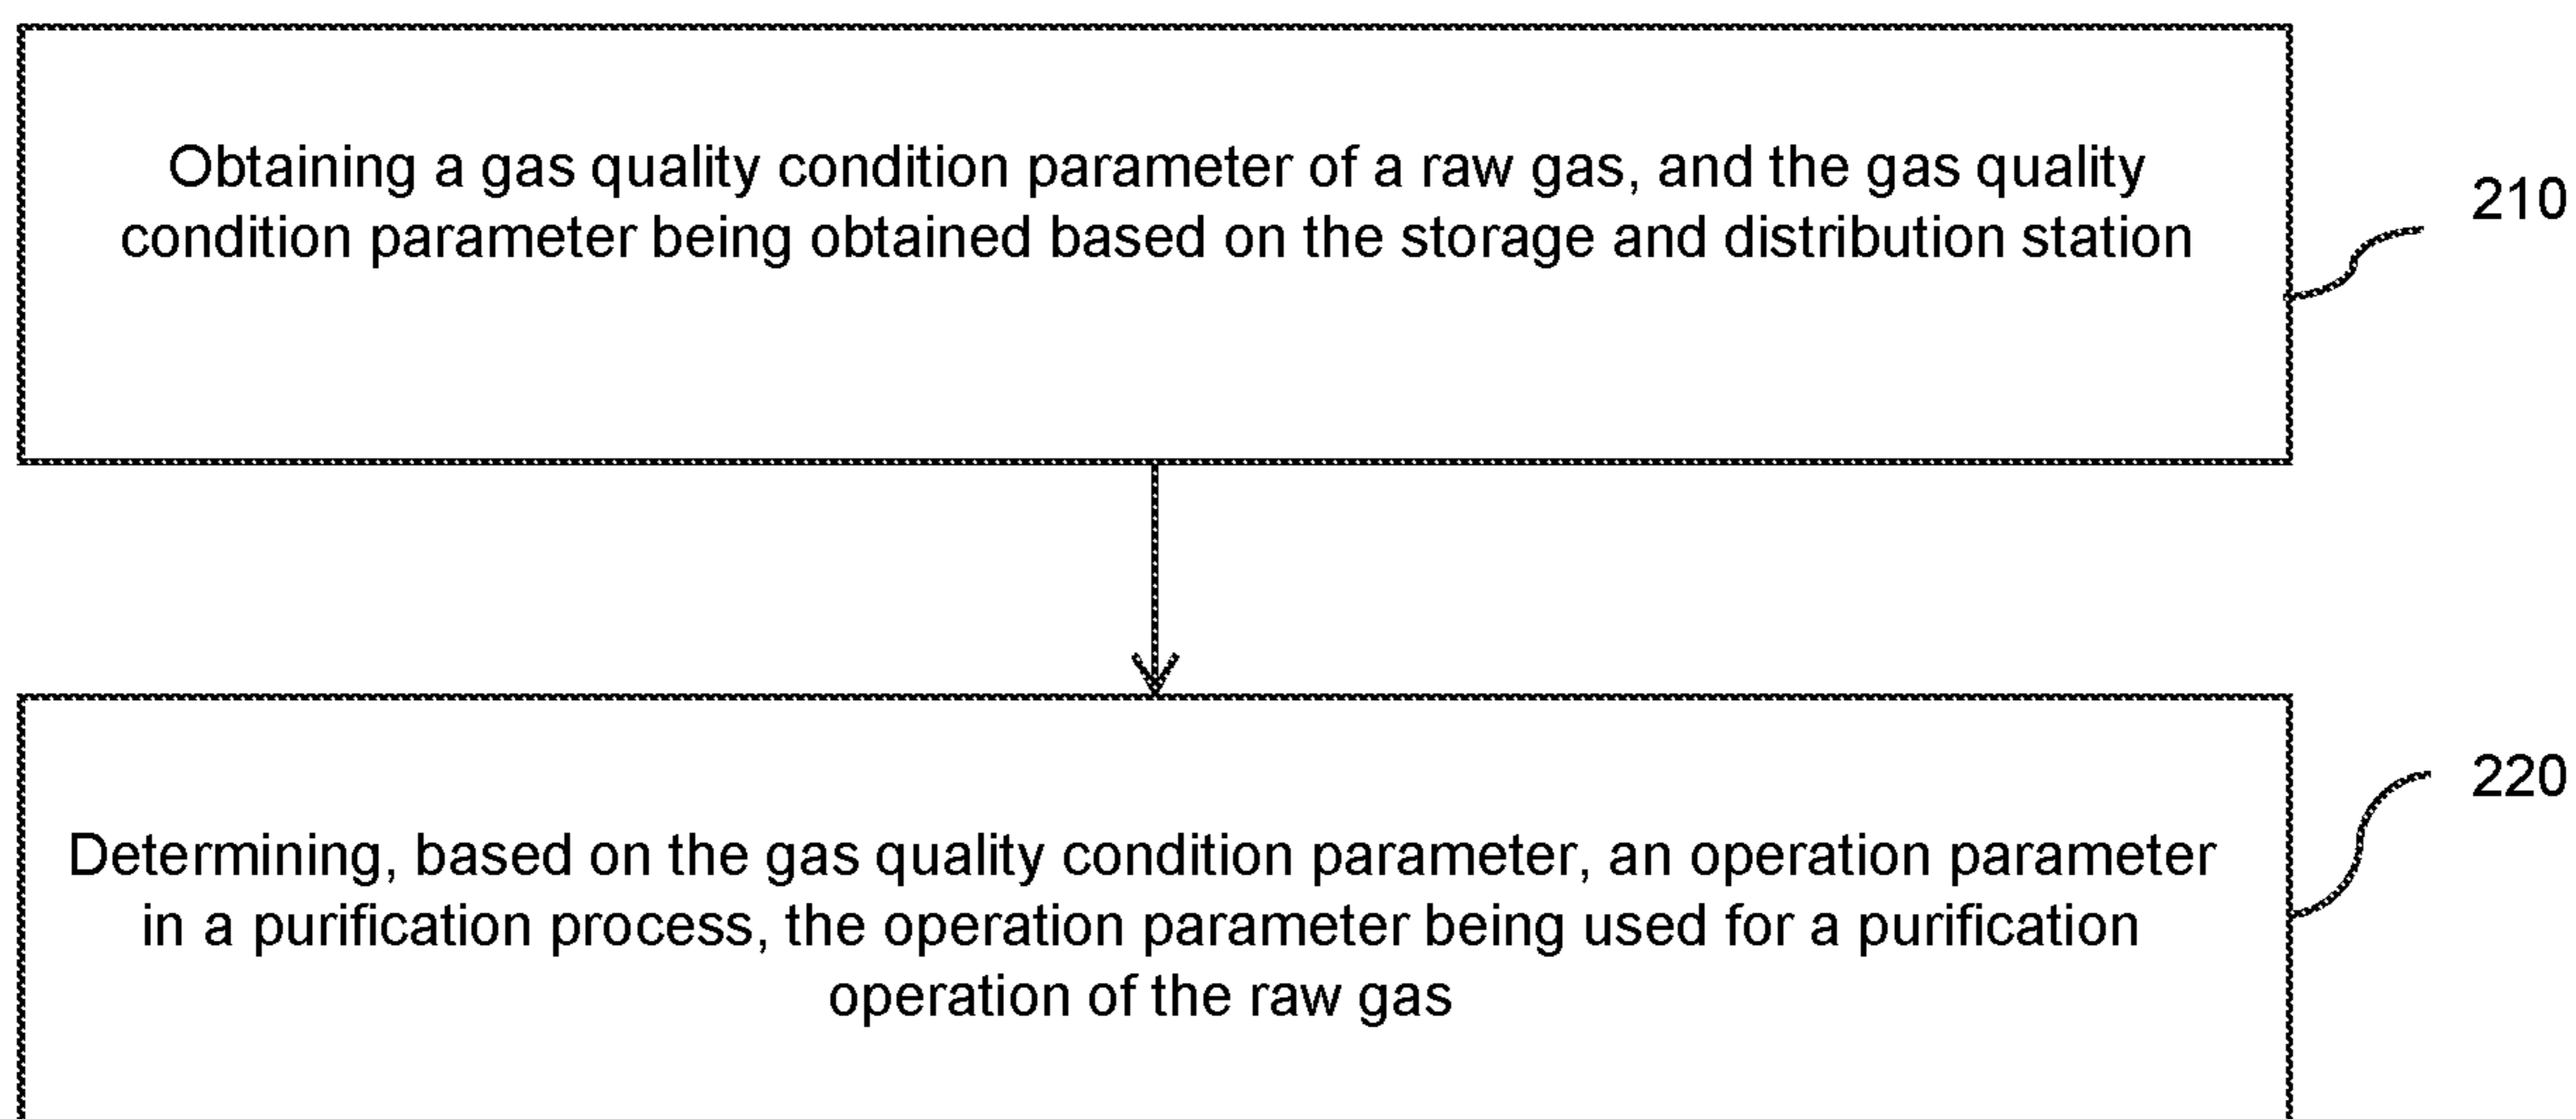 Obtaining a gas quality condition parameter of a raw gas, and the gas quality
condition parameter being obtained based on the storage and distribution station
210
Determining, based on the gas quality condition parameter, an operation parameter
in a purification process, the operation parameter being used for a purification
operation of the raw gas
220